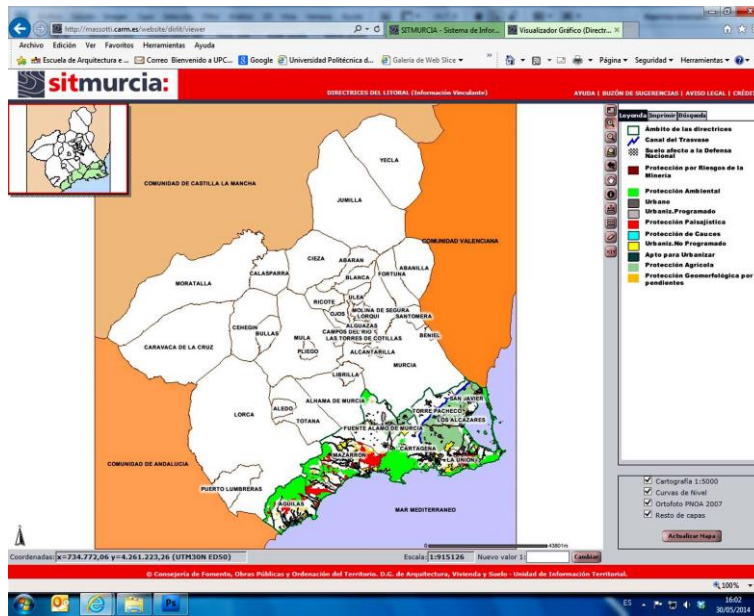 http://massotti.carm.es/website/dirlit/viewer
SITMURCIA - Sistema de Infor...
Visualizador Gráfico (Directr...
Archivo Edición Ver Favoritos Herramientas Ayuda
Escuela de Arquitectura e ... Correo Bienvenido a UPC... Google Universidad Politécnica d... Galería de Web Slice
Página Seguridad Herramientas
sitmurcia:
DIRECTRICES DEL LITORAL (Información Vinculante)
AYUDA | BUZÓN DE SUGERENCIAS | AVISO LEGAL | CRÉDI
Leyenda Imprimir Búsqueda
Ámbito de las directrices
Canal del Trasvase
Suelo afecto a la Defensa
Nacional
Protección por Riesgos de la
Minería
Protección Ambiental
Urbano
Urbaniz.Programado
Protección Paisajística
Protección de Cauces
Urbaniz.No Programado
Apto para Urbanizar
Protección Agrícola
Protección Geomorfológica por
pendientes
YECLA
COMUNIDAD DE CASTILLA LA MANCHA
JUMILLA
COMUNIDAD VALENCIANA
CIEZA
ABARAN
CALASPARRA
BLANCA
FORTUNA
ABANILLA
MORATALLA
RICOTE
ULEA
OJOS
MOLINA DE SEGURA
LORQUI
SANTOMERA
CEHEGIN
BULLAS
ALGUAZAS
CAMPOS DEL RIO
MULA
LAS TORRES DE COTILLAS
BENIEL
CARAVACA DE LA CRUZ
PLIEGO
ALCANTARILLA
MURCIA
LIBRILLA
LORCA
ALEDO
ALHAMA DE MURCIA
TOTANA
SAN JAVIER
TORRE PACHECO
LOS ALCAZARES
FUENTE ALAMO DE MURCIA
CARTAGENA
MAZARRON
LA UNION
COMUNIDAD DE ANDALUCIA
PUERTO LUMBRERAS
AGUILAS
MAR MEDITERRANEO
43801m
Cartografía 1:5000
Curvas de Nivel
Ortofoto PNOA 2007
Resto de capas
Actualizar Mapa
Coordenadas: x=734.772,06 y=4.261.223,26 (UTM30N ED50)
Escala: 1:915126 Nuevo valor 1: Cambiar
© Consejería de Fomento, Obras Públicas y Ordenación del Territorio. D.G. de Arquitectura, Vivienda y Suelo - Unidad de Información Territorial.
100%
ES
16:02
30/05/2014